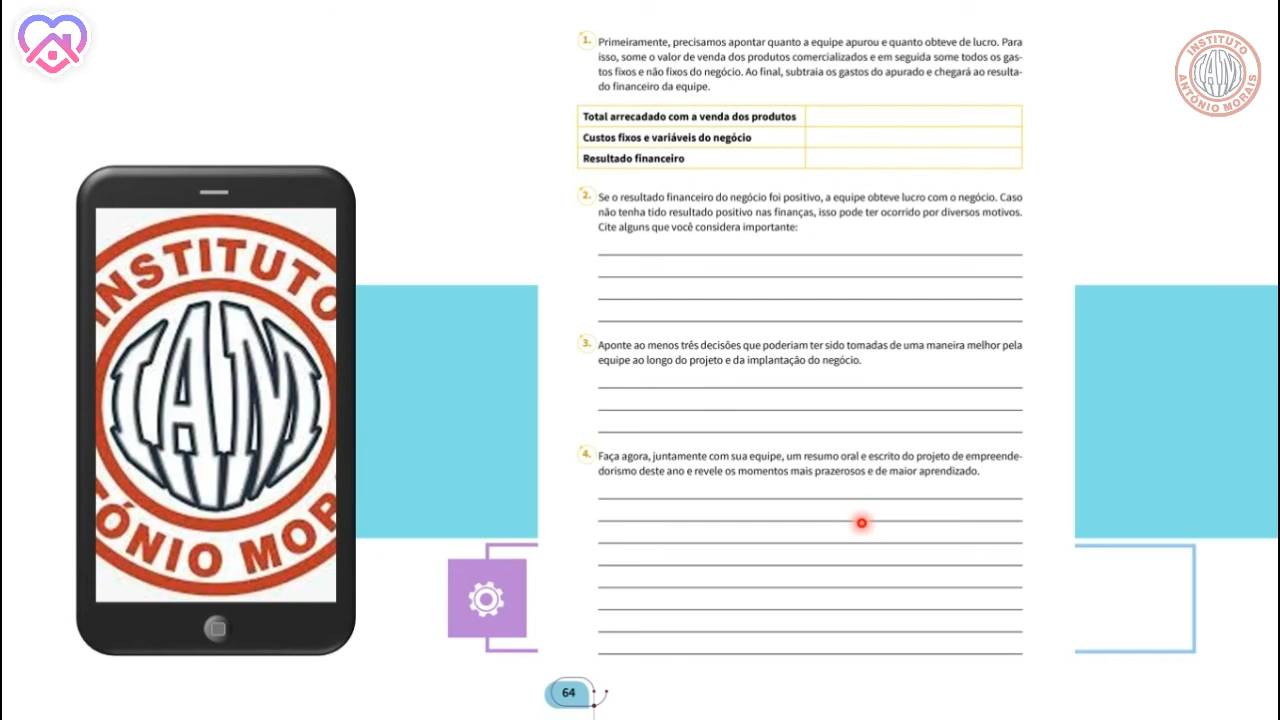 INSTITUTO
IAM
ANTÔNIO MORAIS
INSTITUTO
IAM
1. Primeiramente, precisamos apontar quanto a equipe apurou e quanto obteve de lucro. Para
isso, some o valor de venda dos produtos comercializados e em seguida some todos os gas-
tos fixos e não fixos do negócio. Ao final, subtraia os gastos do apurado e chegará ao resulta-
do financeiro da equipe.
Total arrecadado com a venda dos produtos
Custos fixos e variáveis do negócio
Resultado financeiro
2. Se o resultado financeiro do negócio foi positivo, a equipe obteve lucro com o negócio. Caso
não tenha tido resultado positivo nas finanças, isso pode ter ocorrido por diversos motivos.
Cite alguns que você considera importante:
3. Aponte ao menos três decisões que poderiam ter sido tomadas de uma maneira melhor pela
equipe ao longo do projeto e da implantação do negócio.
4. Faça agora, juntamente com sua equipe, um resumo oral e escrito do projeto de empreende-
dorismo deste ano e revele os momentos mais prazerosos e de maior aprendizado.
64